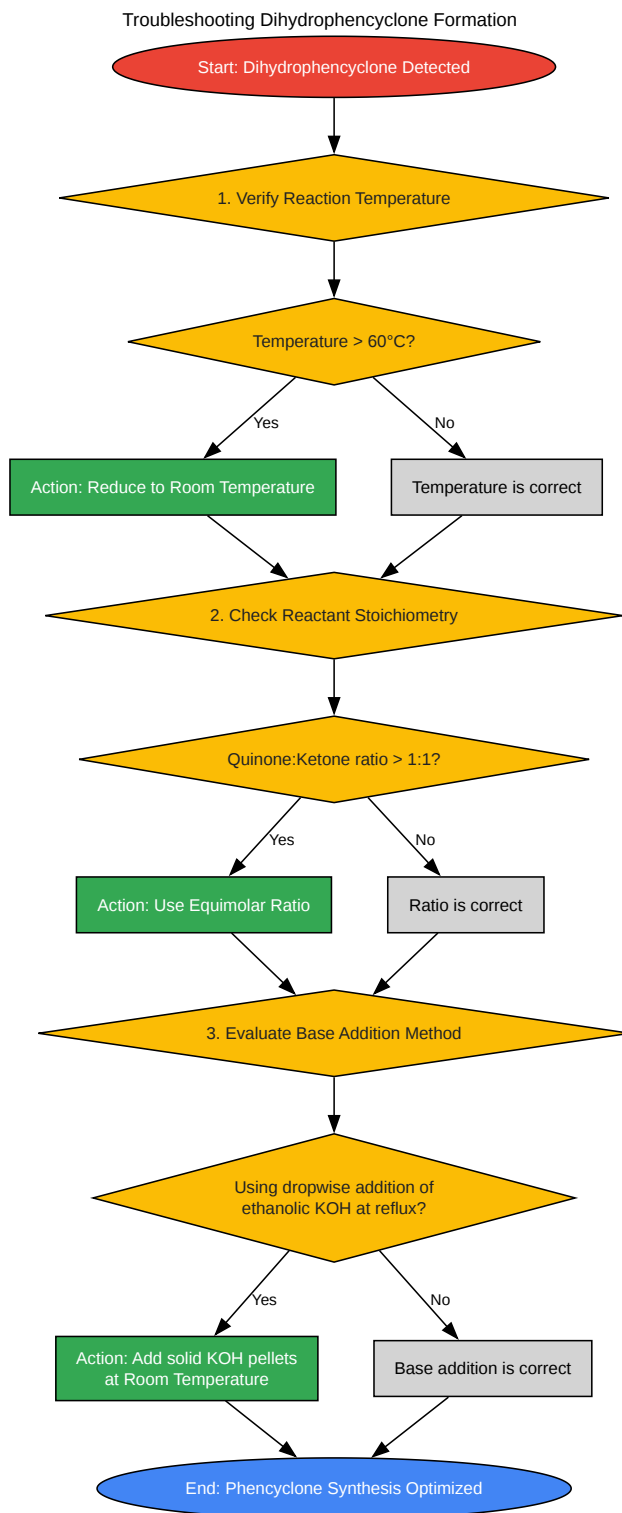 Troubleshooting Dihydrophencyclone Formation
Start: Dihydrophencyclone Detected
1. Verify Reaction Temperature
Temperature > 60°C?
Yes
No
Action: Reduce to Room Temperature
Temperature is correct
2. Check Reactant Stoichiometry
Quinone:Ketone ratio > 1:1?
Yes
No
Action: Use Equimolar Ratio
Ratio is correct
3. Evaluate Base Addition Method
Using dropwise addition of
ethanolic KOH at reflux?
Yes
No
Action: Add solid KOH pellets
at Room Temperature
Base addition is correct
End: Phencyclone Synthesis Optimized